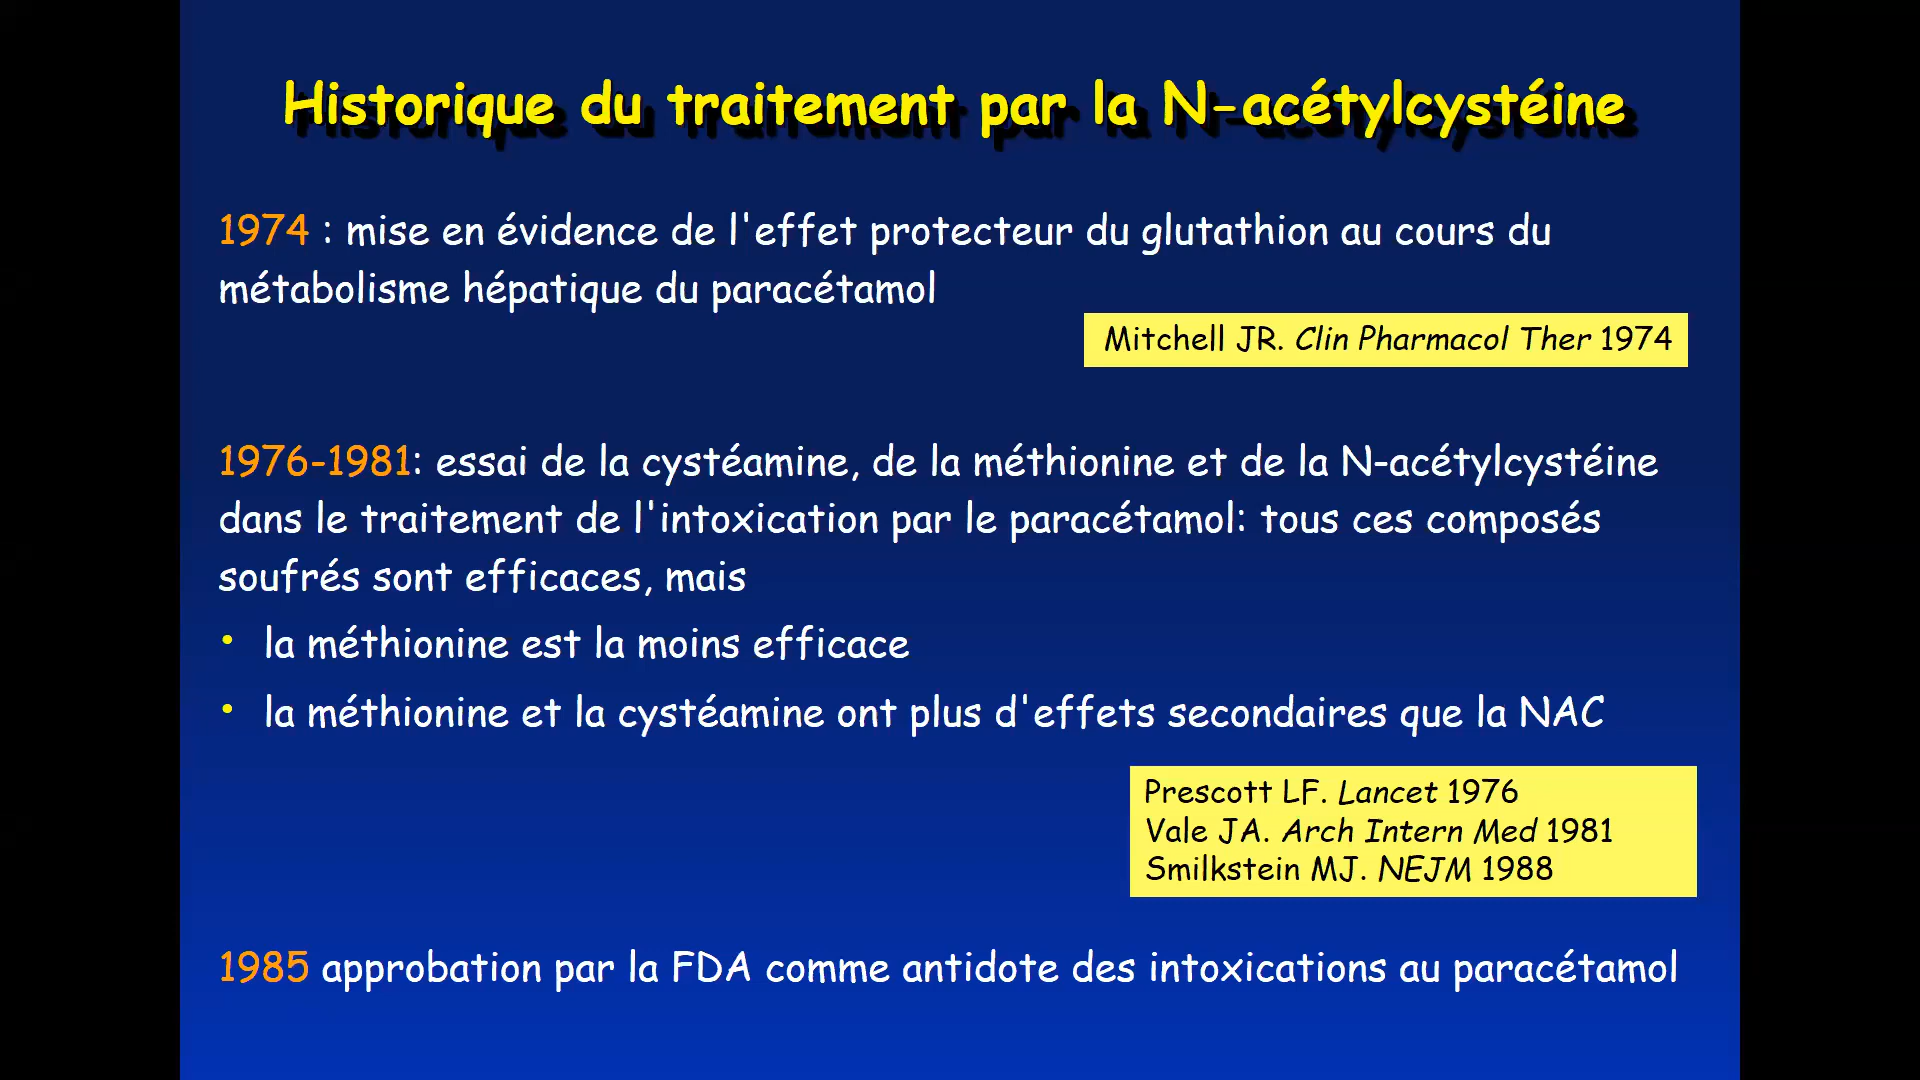 Historique du traitement par la N-acétylcystéine
1974 : mise en évidence de l'effet protecteur du glutathion au cours du
métabolisme hépatique du paracétamol
Mitchell JR. Clin Pharmacol Ther 1974
1976-1981: essai de la cystéamine, de la méthionine et de la N-acétylcystéine
dans le traitement de l'intoxication par le paracétamol: tous ces composés
soufrés sont efficaces, mais
• la méthionine est la moins efficace
• la méthionine et la cystéamine ont plus d'effets secondaires que la NAC
Prescott LF. Lancet 1976
Vale JA. Arch Intern Med 1981
Smilkstein MJ. NEJM 1988
1985 approbation par la FDA comme antidote des intoxications au paracétamol